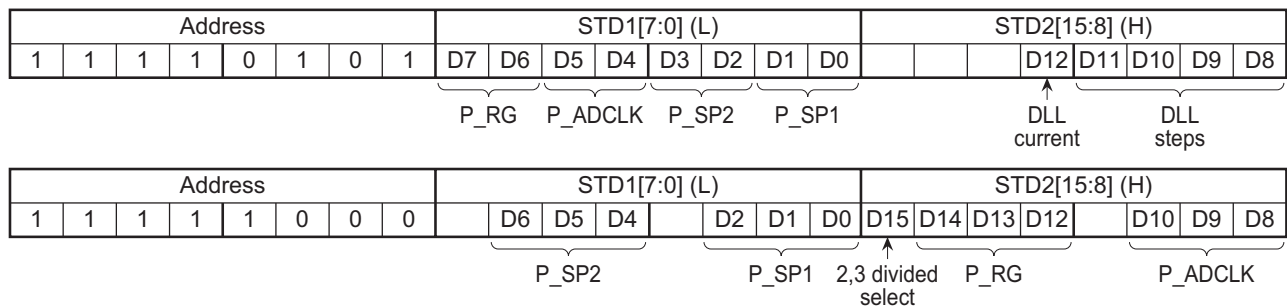 Address STD1[7:0] (L) STD2[15:8] (H)
1 1 1 1 0 1 0 1 D7 D6 D5 D4 D3 D2 D1 D0 D12 D11 D10 D9 D8
P_RG P_ADCLK P_SP2 P_SP1 DLL current DLL steps
Address STD1[7:0] (L) STD2[15:8] (H)
1 1 1 1 1 0 0 0 D6 D5 D4 D2 D1 D0 D15 D14 D13 D12 D10 D9 D8
P_SP2 P_SP1 2,3 divided select P_RG P_ADCLK